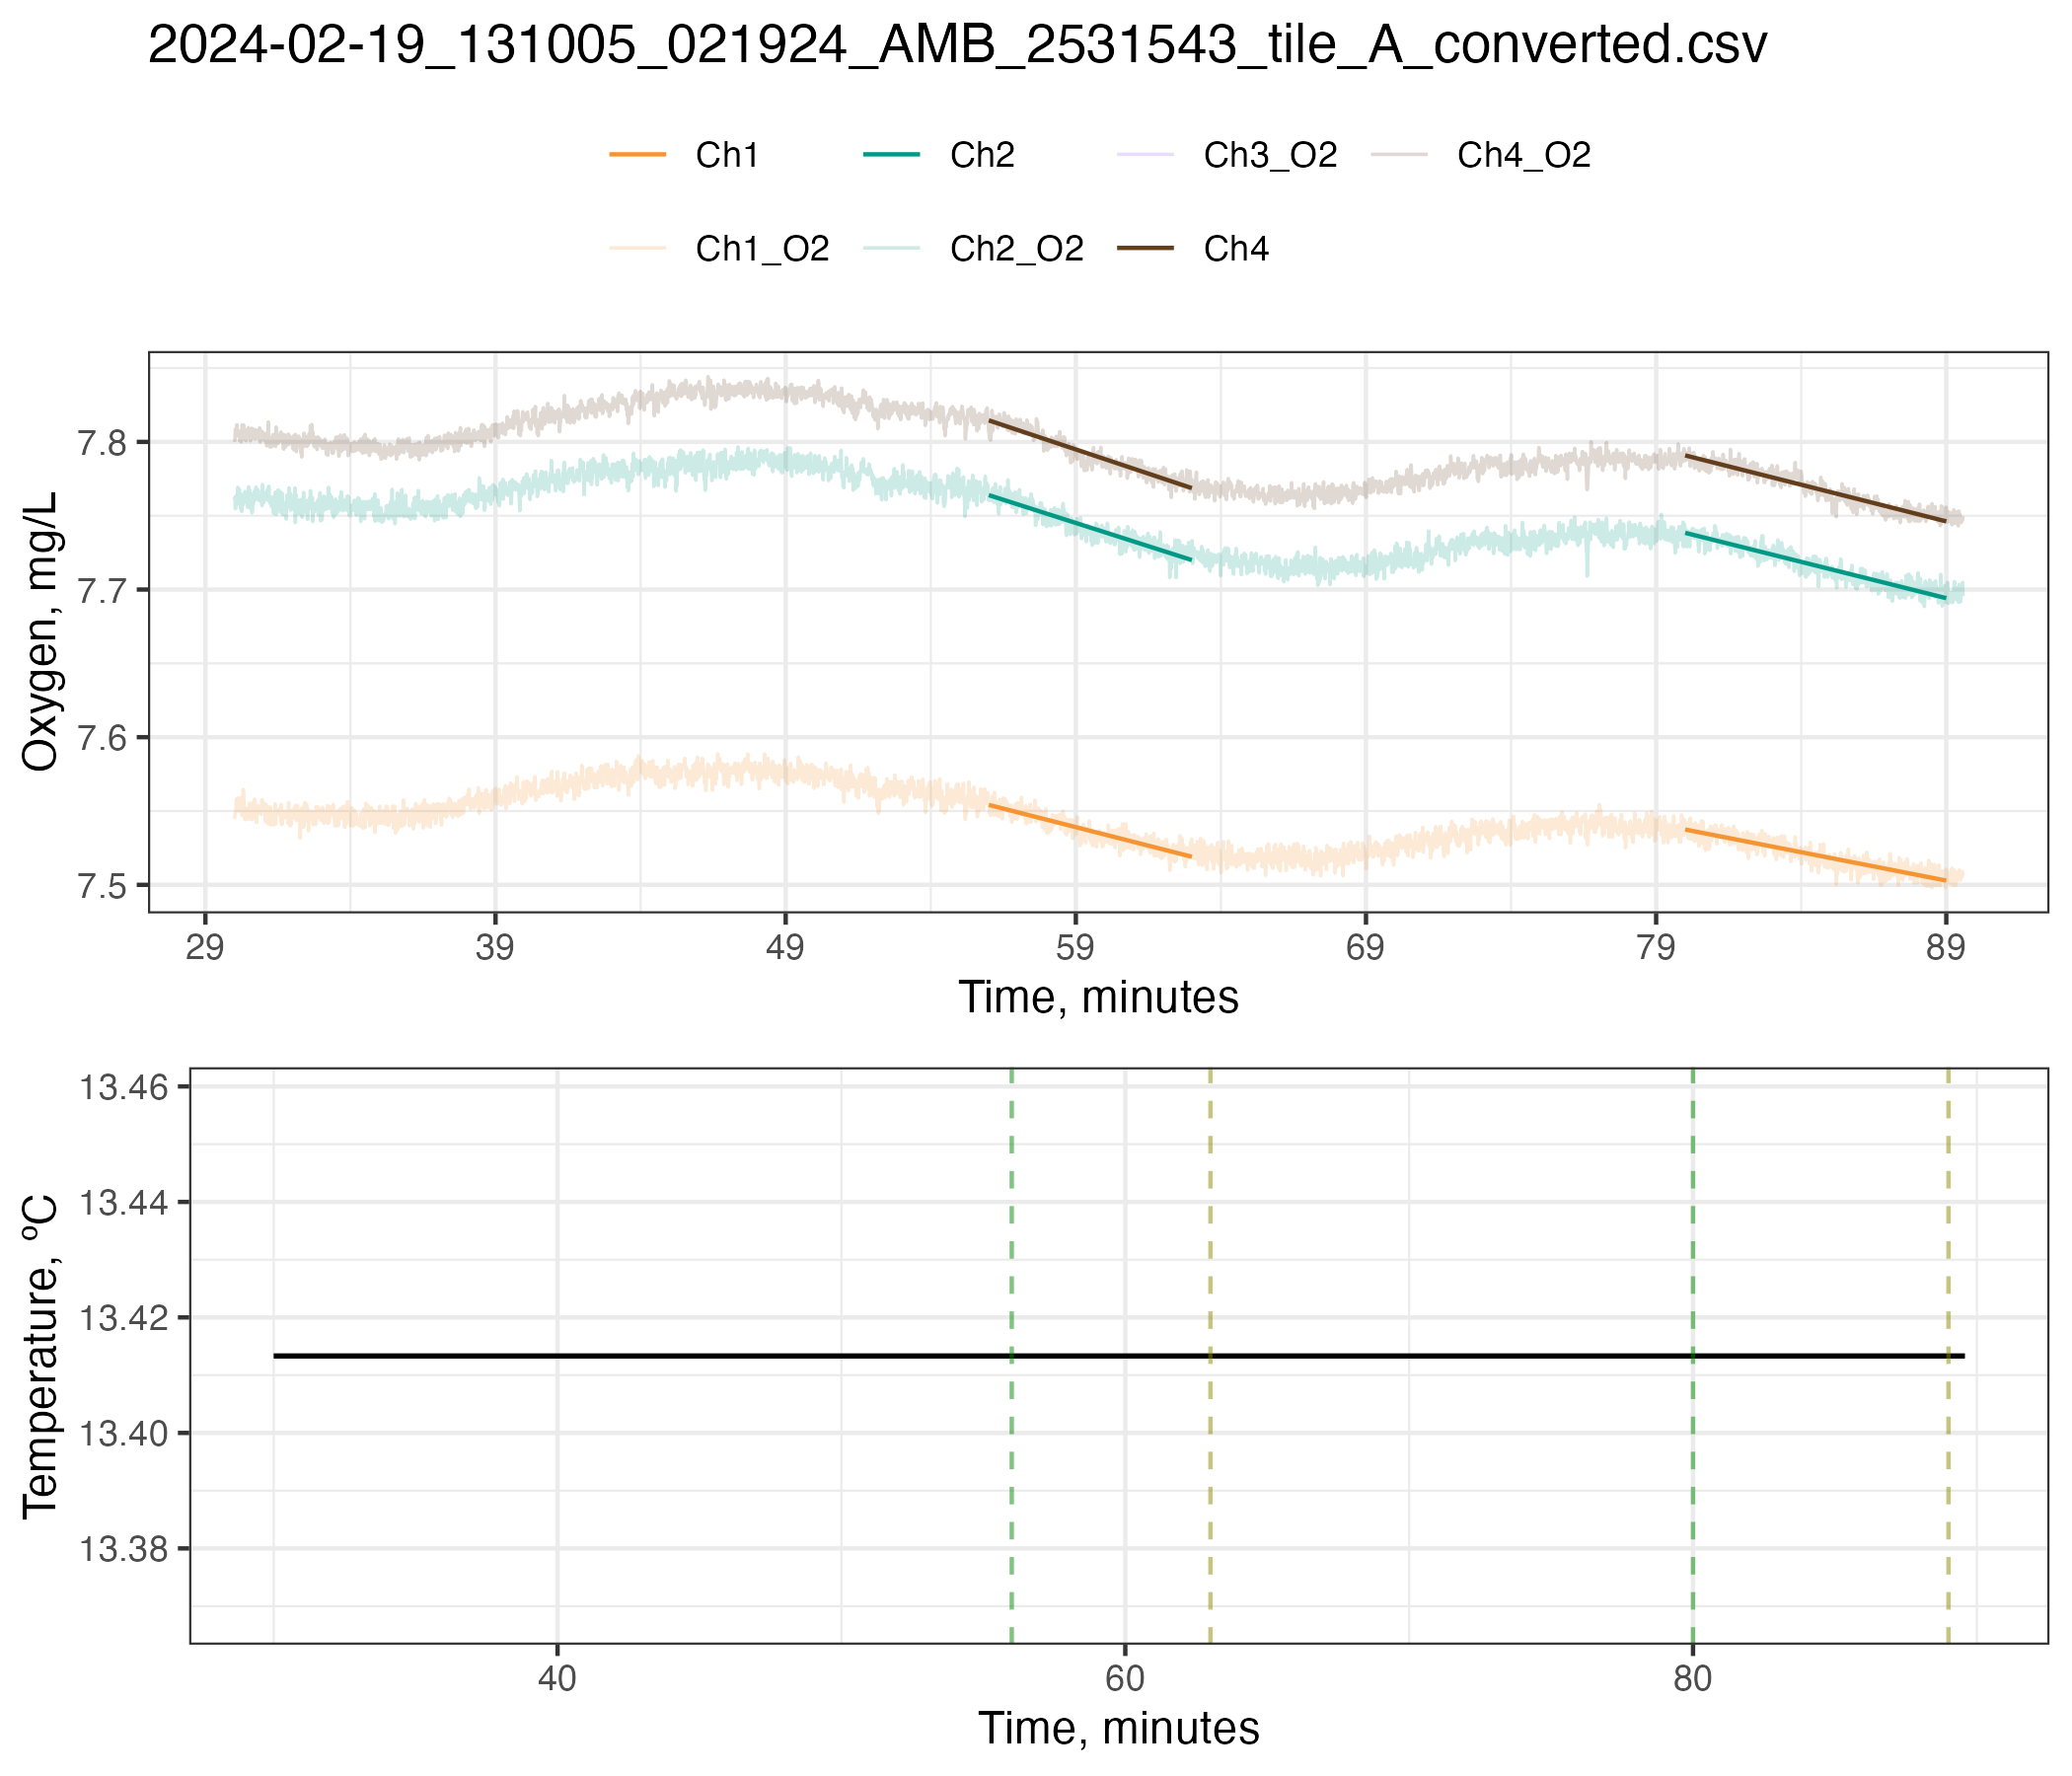 2024-02-19_131005_021924_AMB_2531543_tile_A_converted.csv
Ch1 Ch2 Ch3_O2 Ch4_O2
Ch1_O2 Ch2_O2 Ch4
Oxygen, mg/L
7.8
7.7
7.6
7.5
29 39 49 59 69 79 89
Time, minutes
Temperature, ºC
13.46
13.44
13.42
13.40
13.38
40 60 80
Time, minutes